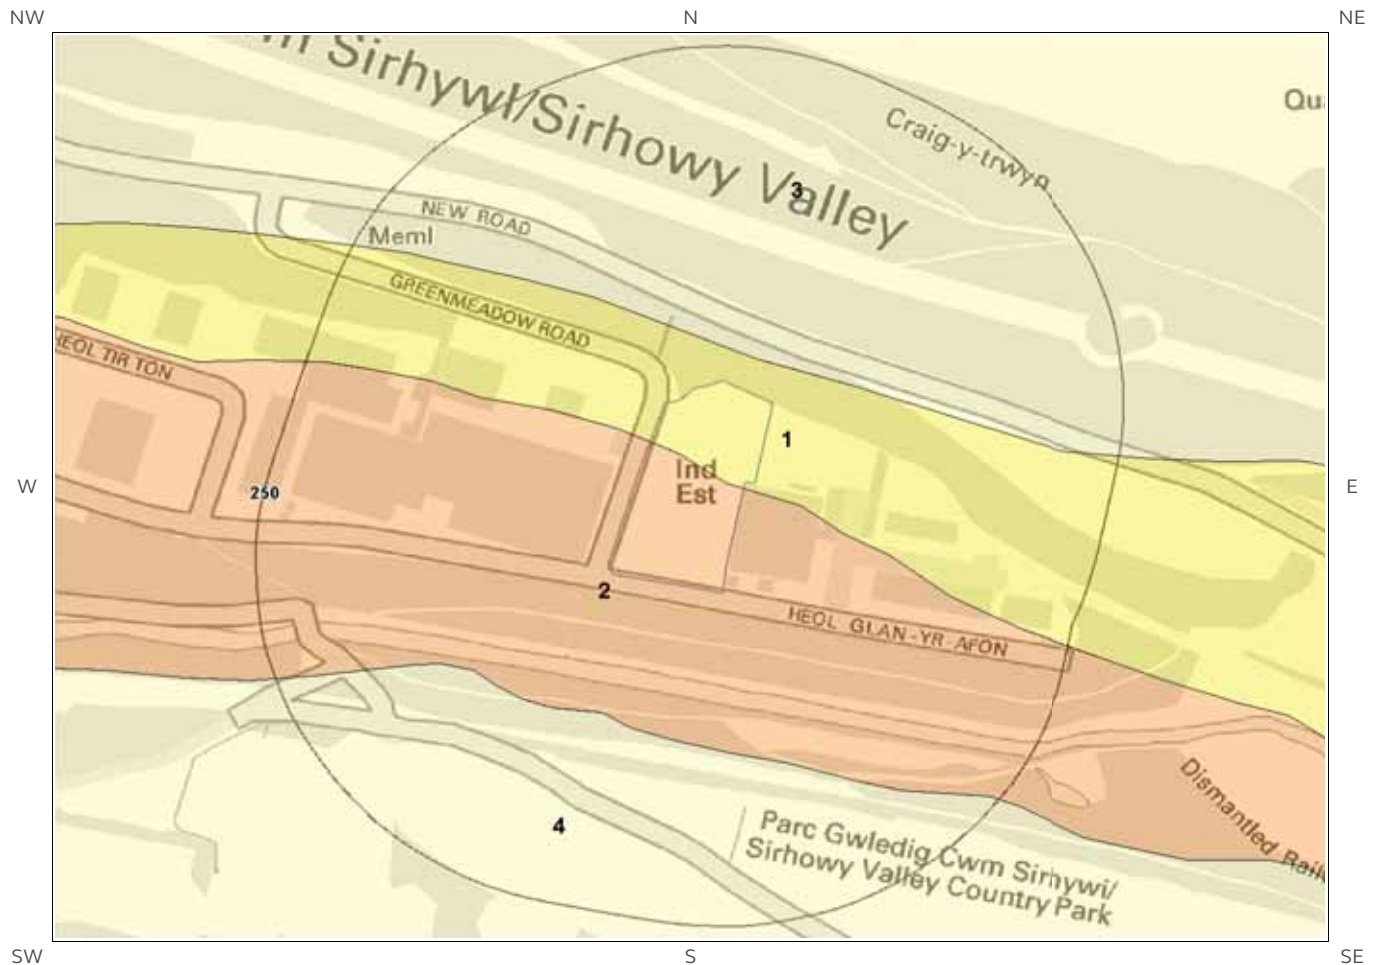 NW N NE
m Sirhywl/Sirhowy Valley
Craig-y-trwyn
Qu
3
NEW ROAD
Meml
GREENMEADOW ROAD
HEOL TIR TON
1
Ind
Est
W
250
E
2
HEOL GLAN-YR-AFON
Dismantled Rail
4
Parc Gwledig Cwm Sirhywi/
Sirhowy Valley Country Park
SW S SE